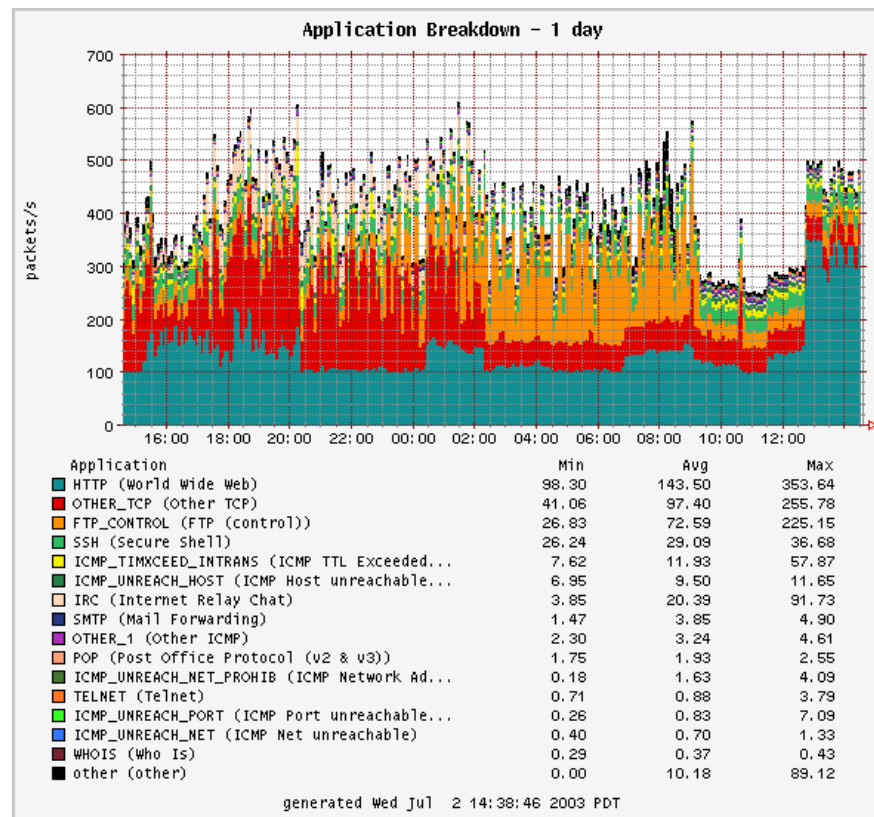 Application Breakdown - 1 day
700
600
500
400
300
200
100
0
packets/s
16:00 18:00 20:00 22:00 00:00 02:00 04:00 06:00 08:00 10:00 12:00
Application Min Avg Max
HTTP (World Wide Web) 98.30 143.50 353.64
OTHER_TCP (Other TCP) 41.06 97.40 255.78
FTP_CONTROL (FTP (control)) 26.83 72.59 225.15
SSH (Secure Shell) 26.24 29.09 36.68
ICMP_TIMXCEED_INTRANS (ICMP TTL Exceeded... 7.62 11.93 57.87
ICMP_UNREACH_HOST (ICMP Host unreachable... 6.95 9.50 11.65
IRC (Internet Relay Chat) 3.85 20.39 91.73
SMTP (Mail Forwarding) 1.47 3.85 4.90
OTHER_1 (Other ICMP) 2.30 3.24 4.61
POP (Post Office Protocol (v2 & v3)) 1.75 1.93 2.55
ICMP_UNREACH_NET_PROHIB (ICMP Network Ad... 0.18 1.63 4.09
TELNET (Telnet) 0.71 0.88 3.79
ICMP_UNREACH_PORT (ICMP Port unreachable... 0.26 0.83 7.09
ICMP_UNREACH_NET (ICMP Net unreachable) 0.40 0.70 1.33
WHOIS (Who Is) 0.29 0.37 0.43
other (other) 0.00 10.18 89.12
generated Wed Jul 2 14:38:46 2003 PDT